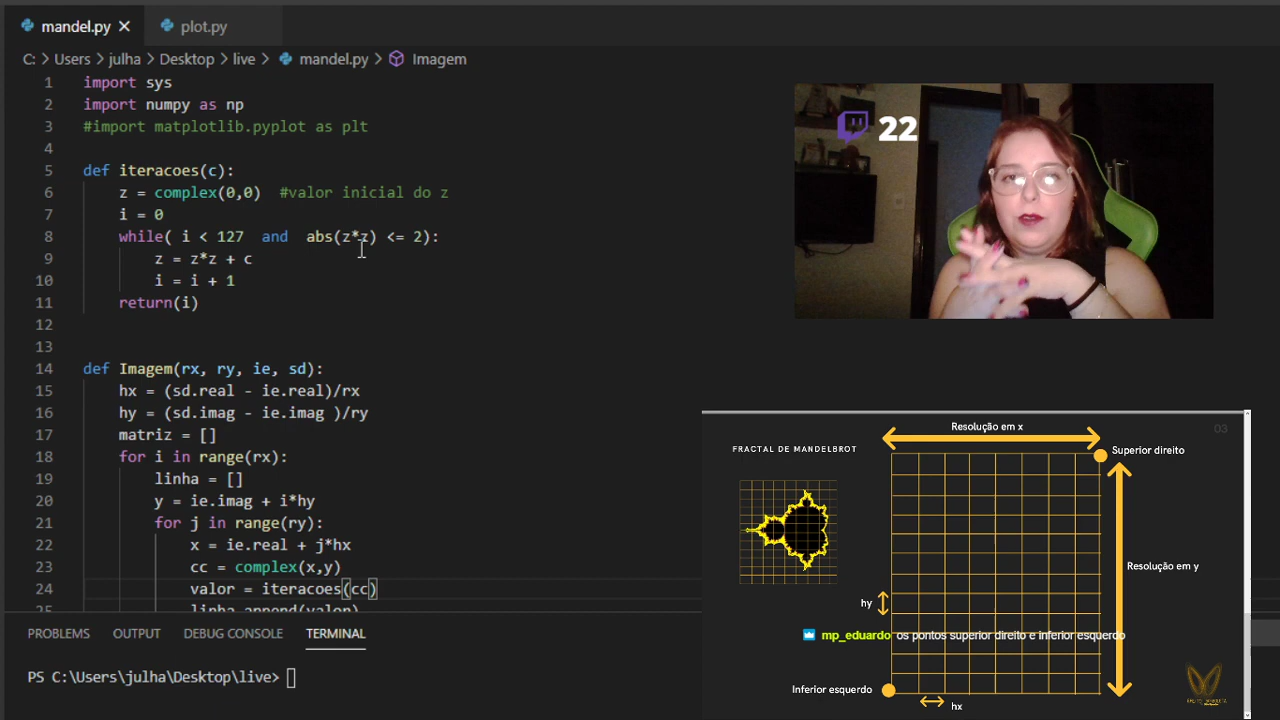 mandel.py
plot.py
C: > Users > julha > Desktop > live > mandel.py > Imagem
1 import sys
2 import numpy as np
3 #import matplotlib.pyplot as plt
4
5 def iteracoes(c):
6 z = complex(0,0) #valor inicial do z
7 i = 0
8 while( i < 127 and abs(z*z) <= 2):
9 z = z*z + c
10 i = i + 1
11 return(i)
12
13
14 def Imagem(rx, ry, ie, sd):
15 hx = (sd.real - ie.real)/rx
16 hy = (sd.imag - ie.imag )/ry
17 matriz = []
18 for i in range(rx):
19 linha = []
20 y = ie.imag + i*hy
21 for j in range(ry):
22 x = ie.real + j*hx
23 cc = complex(x,y)
24 valor = iteracoes(cc)
25 linha.append(valor)
PROBLEMS OUTPUT DEBUG CONSOLE TERMINAL
PS C:\Users\julha\Desktop\live>
22
03
Resolução em x
FRACTAL DE MANDELBROT
Superior direito
Resolução em y
hy
mp_eduardo os pontos superior direito e inferior esquerdo
Inferior esquerdo
hx